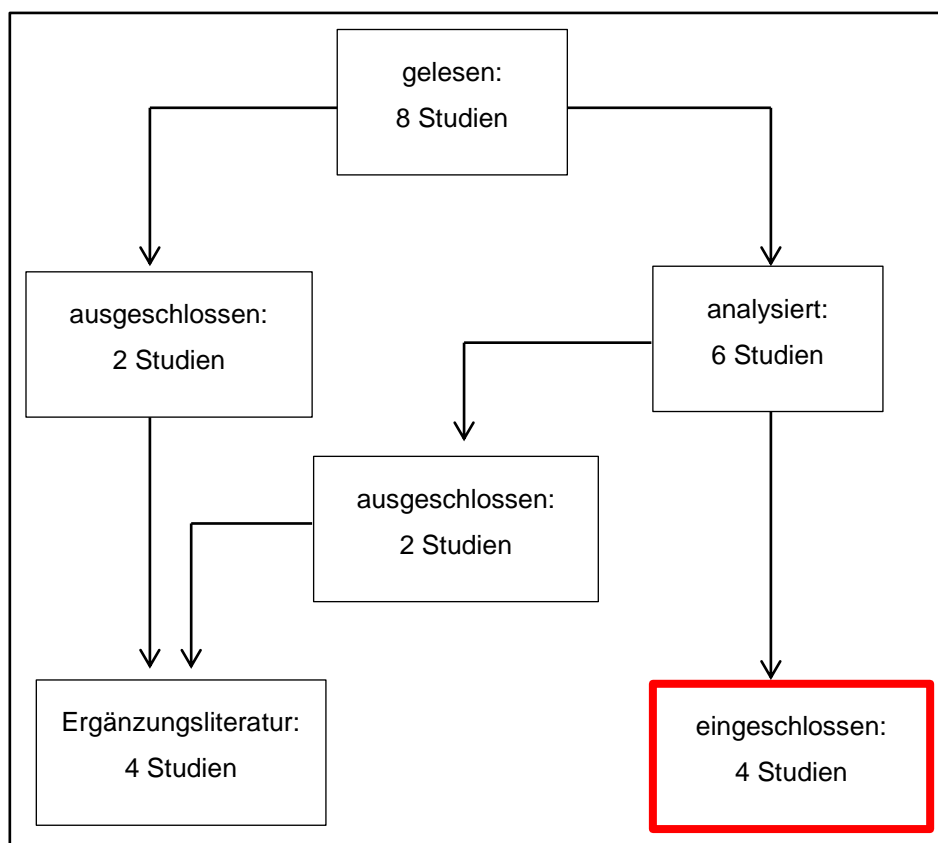 gelesen:
8 Studien
ausgeschlossen:
2 Studien
analysiert:
6 Studien
ausgeschlossen:
2 Studien
Ergänzungsliteratur:
4 Studien
eingeschlossen:
4 Studien